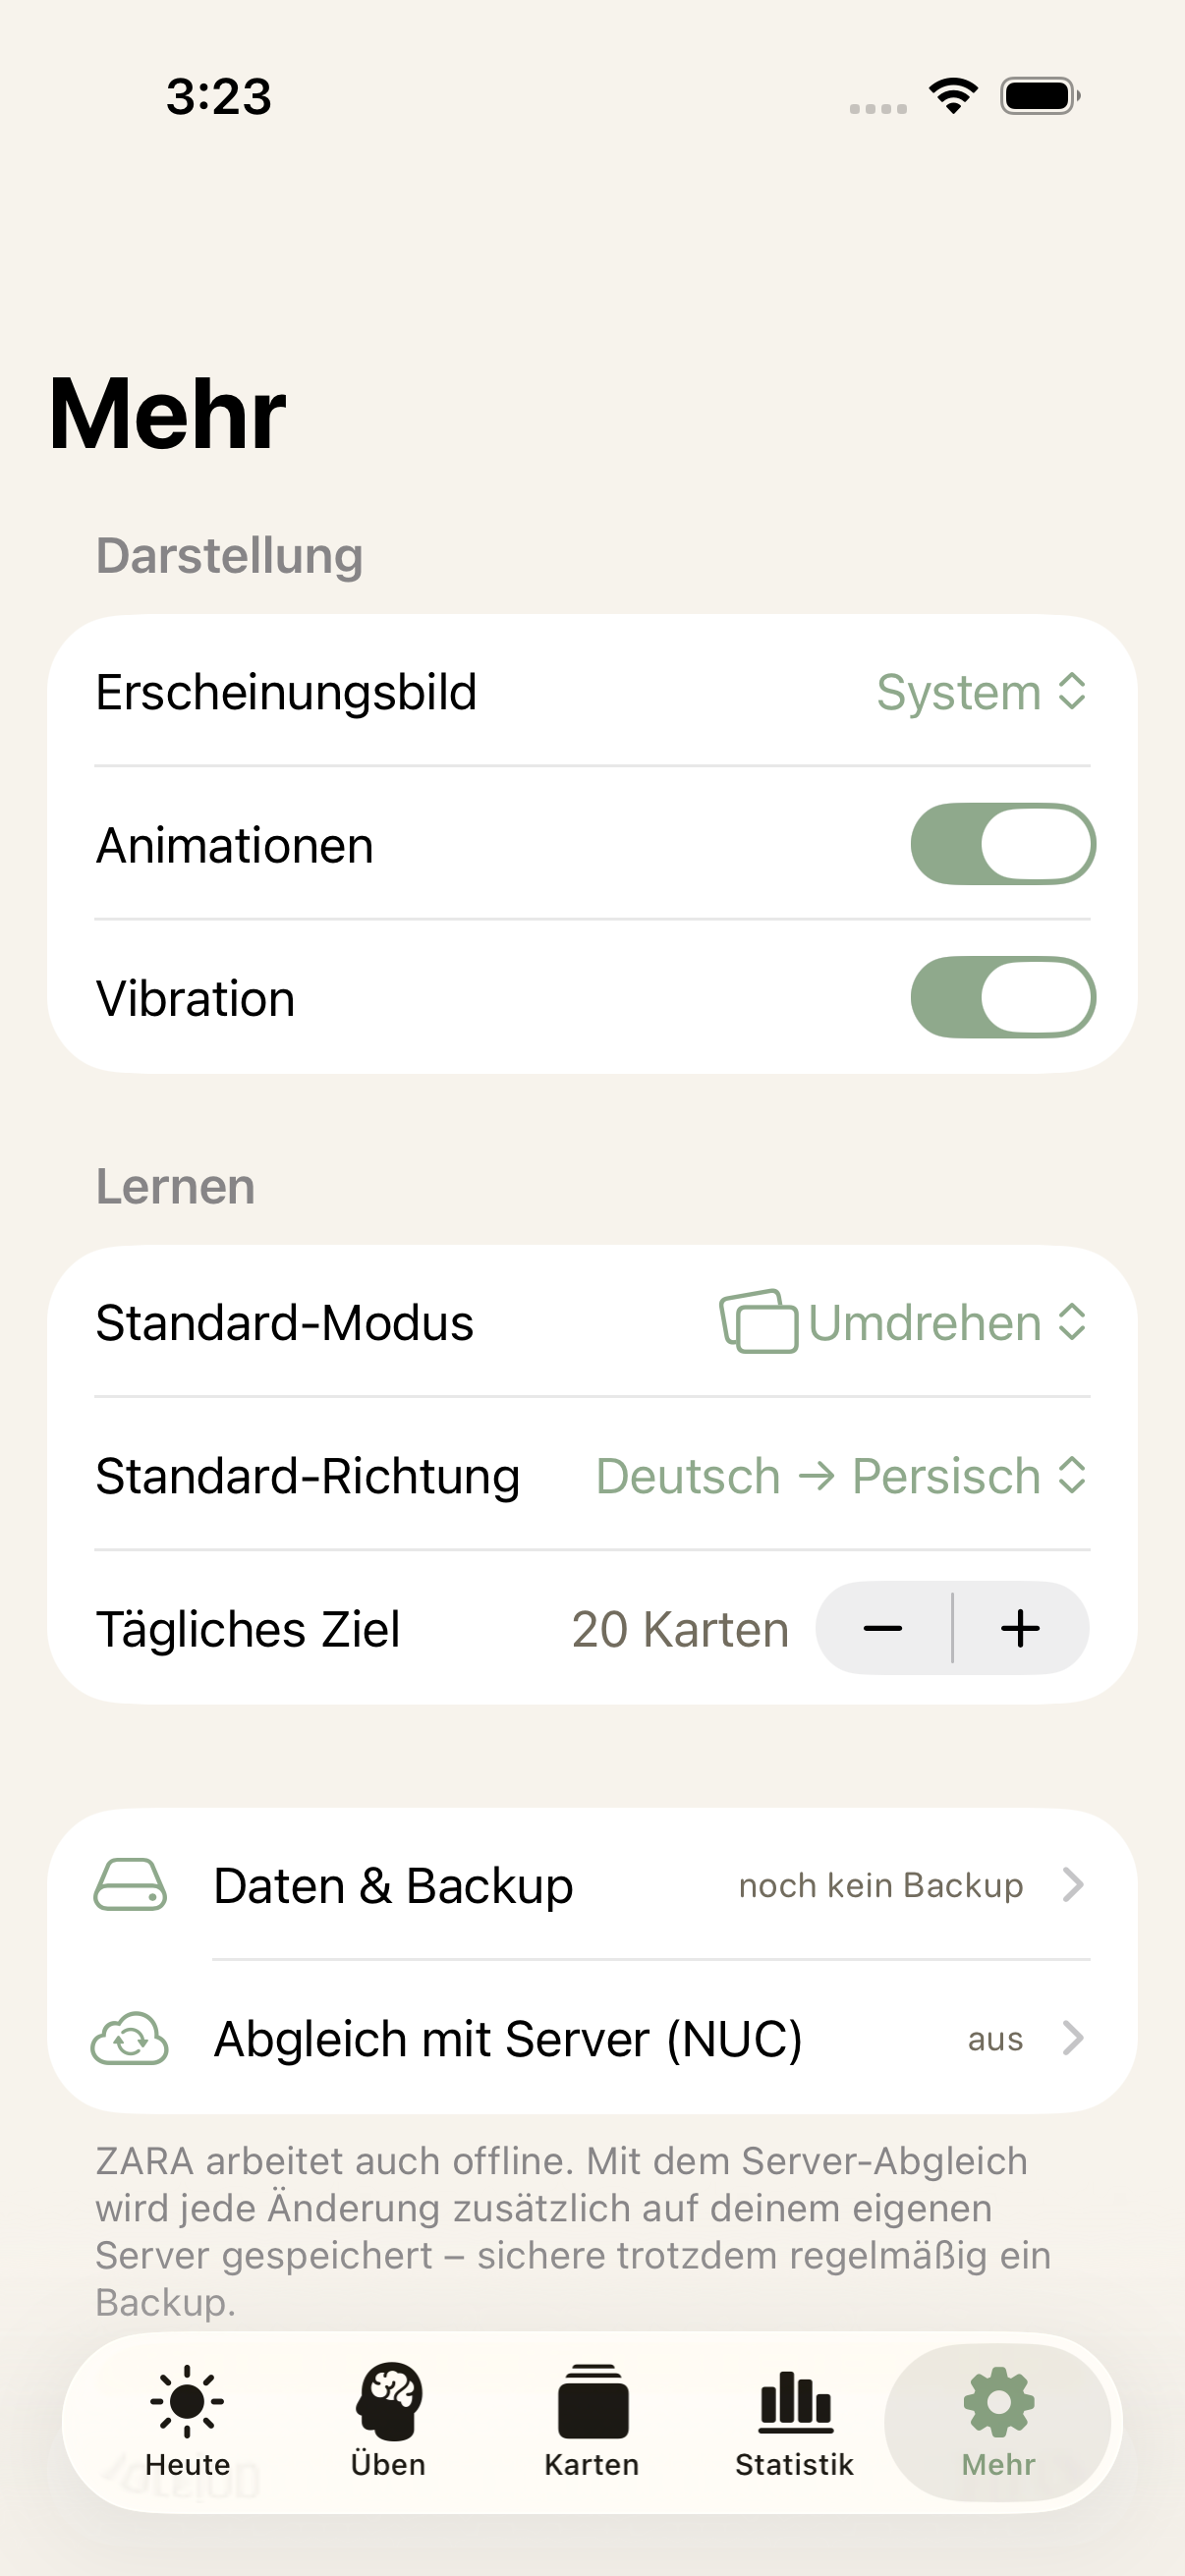 3:23
Mehr
Darstellung
Erscheinungsbild System
Animationen
Vibration
Lernen
Standard-Modus Umdrehen
Standard-Richtung Deutsch → Persisch
Tägliches Ziel 20 Karten − +
Daten & Backup noch kein Backup
Abgleich mit Server (NUC) aus
ZARA arbeitet auch offline. Mit dem Server-Abgleich
wird jede Änderung zusätzlich auf deinem eigenen
Server gespeichert – sichere trotzdem regelmäßig ein
Backup.
Heute Üben Karten Statistik Mehr